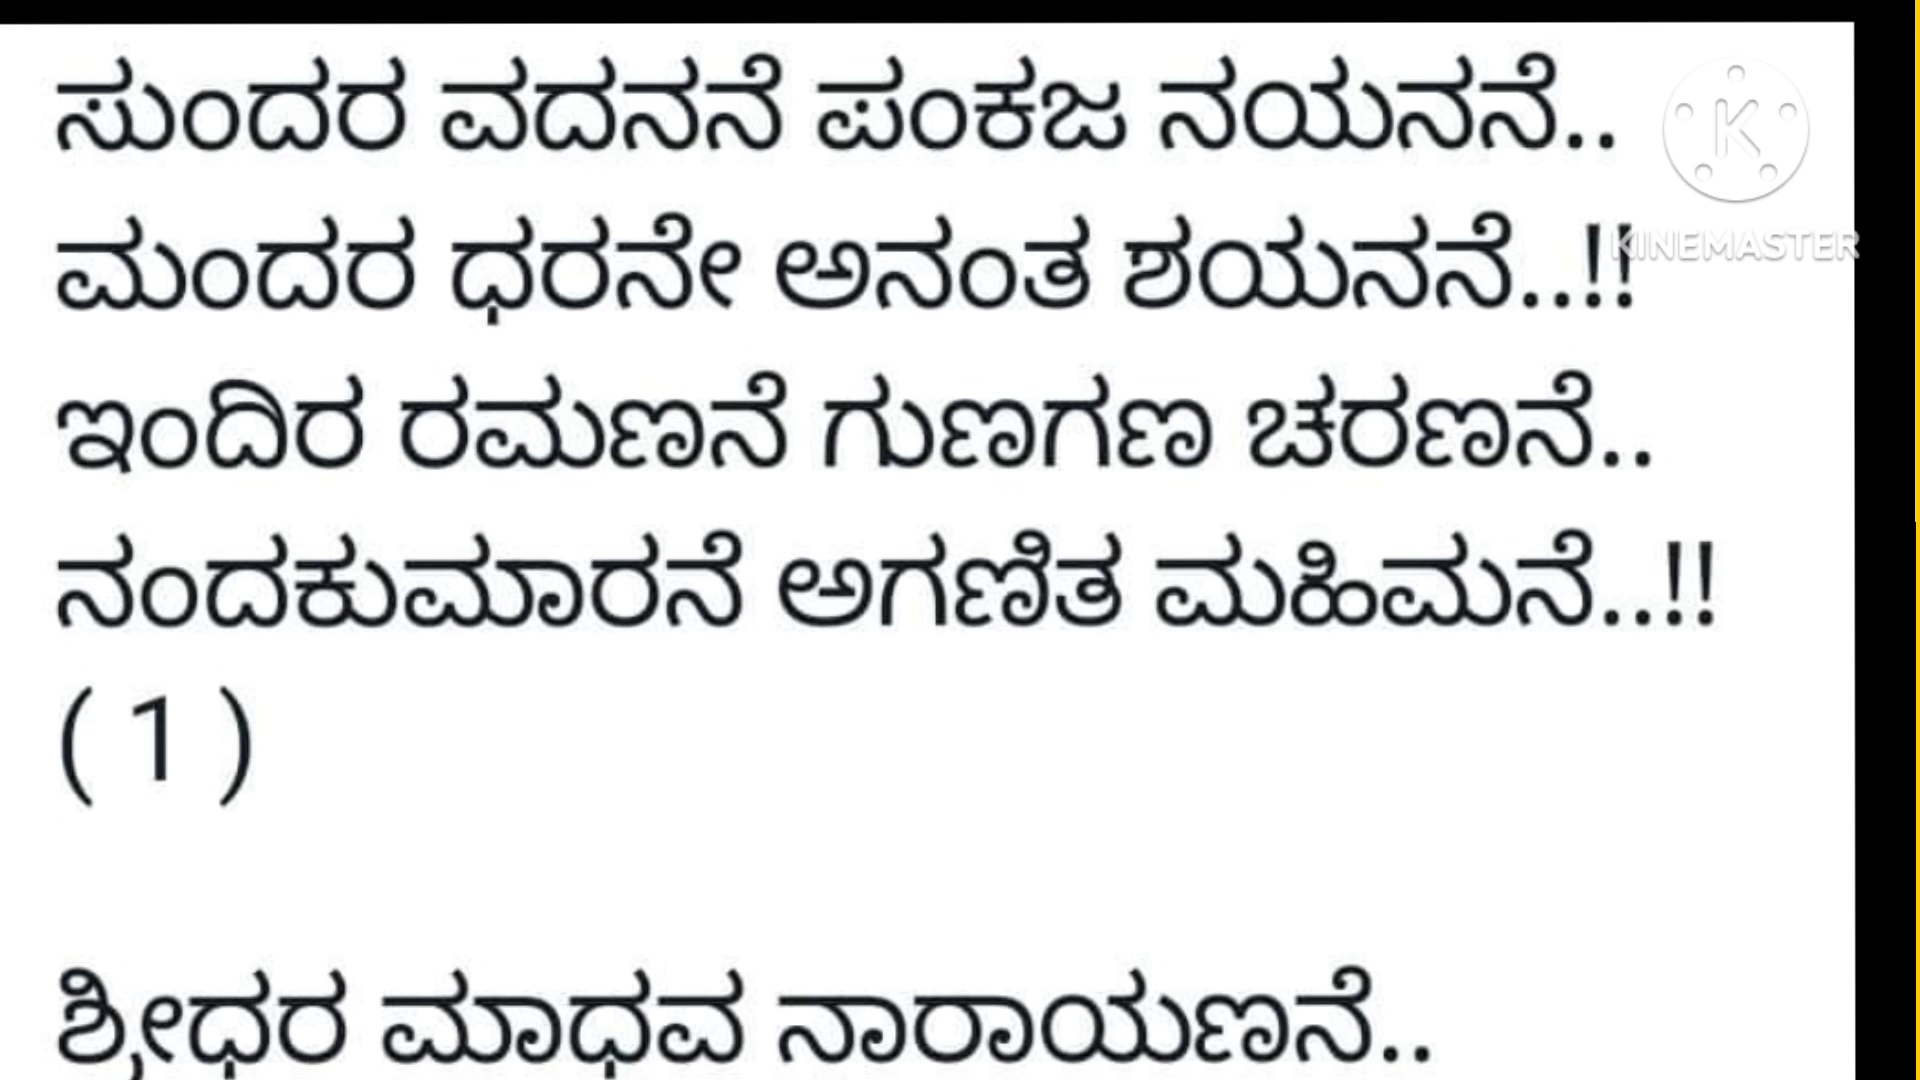 ಸುಂದರ ವದನನೆ ಪಂಕಜ ನಯನನೆ..
ಮಂದರ ಧರನೇ ಅನಂತ ಶಯನನೆ..!!
ಇಂದಿರ ರಮಣನೆ ಗುಣಗಣ ಚರಣನೆ..
ನಂದಕುಮಾರನೆ ಅಗಣಿತ ಮಹಿಮನೆ..!!
( 1 )
ಶ್ರೀಧರ ಮಾಧವ ನಾರಾಯಣನೆ..
K
KINEMASTER